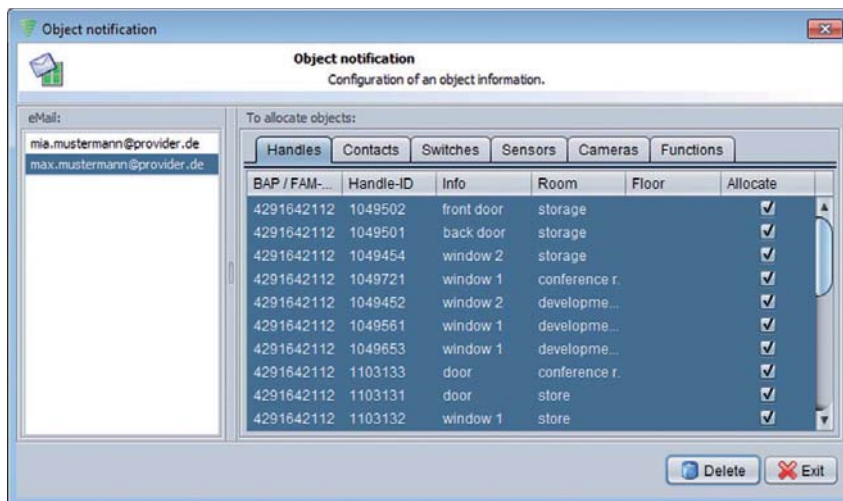 Object notification
Object notification
Configuration of an object information.
eMail:
mia.mustermann@provider.de
max.mustermann@provider.de
To allocate objects:
Handles Contacts Switches Sensors Cameras Functions
BAP / FAM-... Handle-ID Info Room Floor Allocate
4291642112 1049502 front door storage
4291642112 1049501 back door storage
4291642112 1049454 window 2 storage
4291642112 1049721 window 1 conference r.
4291642112 1049452 window 2 developme...
4291642112 1049561 window 1 developme...
4291642112 1049653 window 1 developme...
4291642112 1103133 door conference r.
4291642112 1103131 door store
4291642112 1103132 window 1 store
Delete Exit